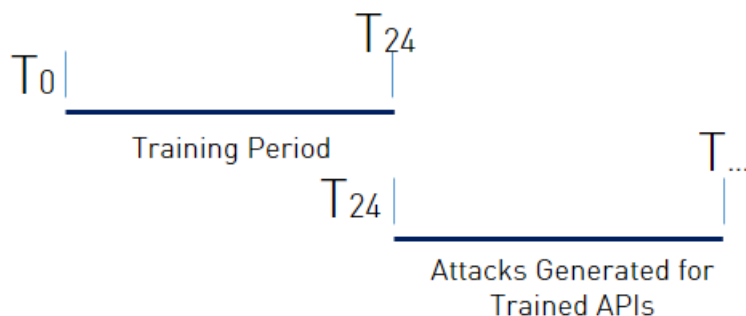 T24
T0
Training Period
T...
T24
Attacks Generated for
Trained APIs